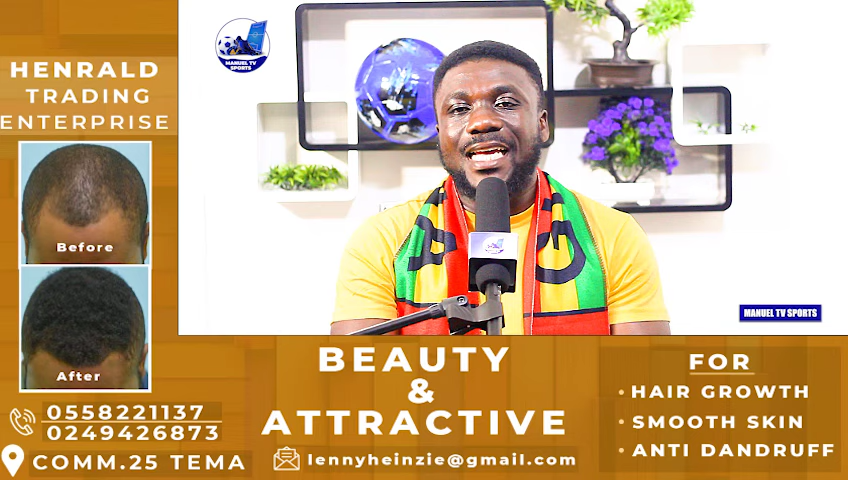 MANUEL TV
SPORTS
HENRALD
TRADING
ENTERPRISE
Before
After
0558221137
0249426873
COMM.25 TEMA
A
G
MANUEL TV SPORTS
BEAUTY
&
ATTRACTIVE
lennyheinzie@gmail.com
FOR
• HAIR GROWTH
• SMOOTH SKIN
• ANTI DANDRUFF